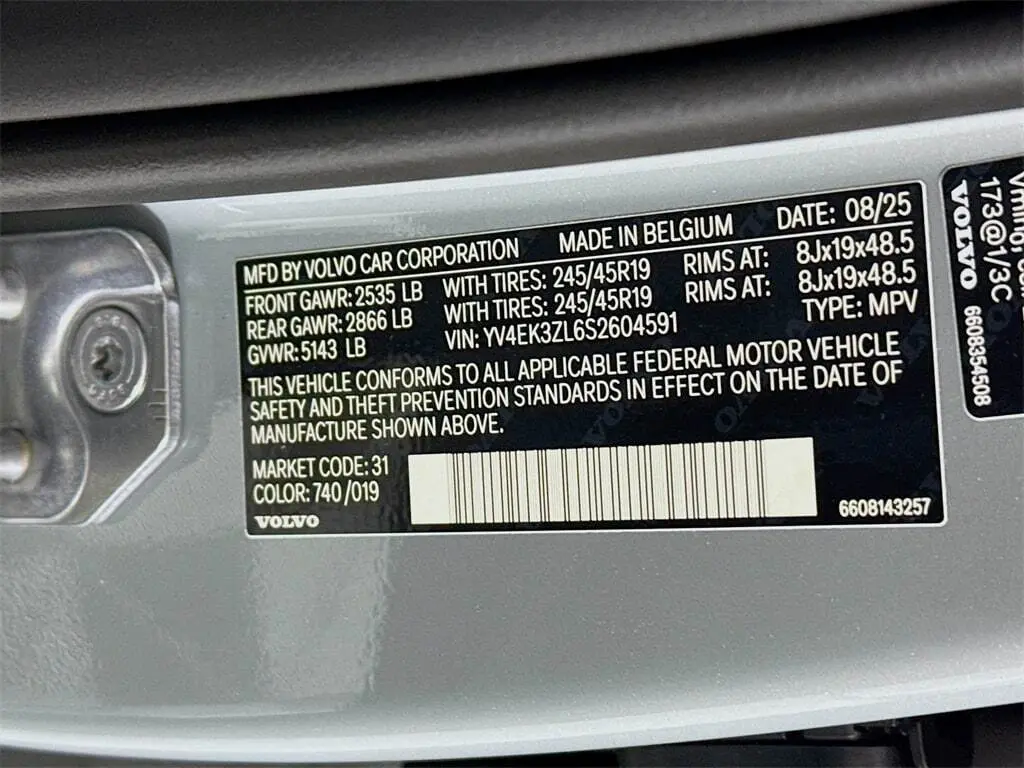 MFD BY VOLVO CAR CORPORATION MADE IN BELGIUM DATE: 08/25
FRONT GAWR: 2535 LB WITH TIRES: 245/45R19 RIMS AT: 8Jx19x48.5
REAR GAWR: 2866 LB WITH TIRES: 245/45R19 RIMS AT: 8Jx19x48.5
GVWR: 5143 LB VIN: YV4EK3ZL6S2604591 TYPE: MPV
THIS VEHICLE CONFORMS TO ALL APPLICABLE FEDERAL MOTOR VEHICLE
SAFETY AND THEFT PREVENTION STANDARDS IN EFFECT ON THE DATE OF
MANUFACTURE SHOWN ABOVE.
MARKET CODE: 31
COLOR: 740/019
VOLVO
6608143257
173@1/3C
VOLVO
6608354508